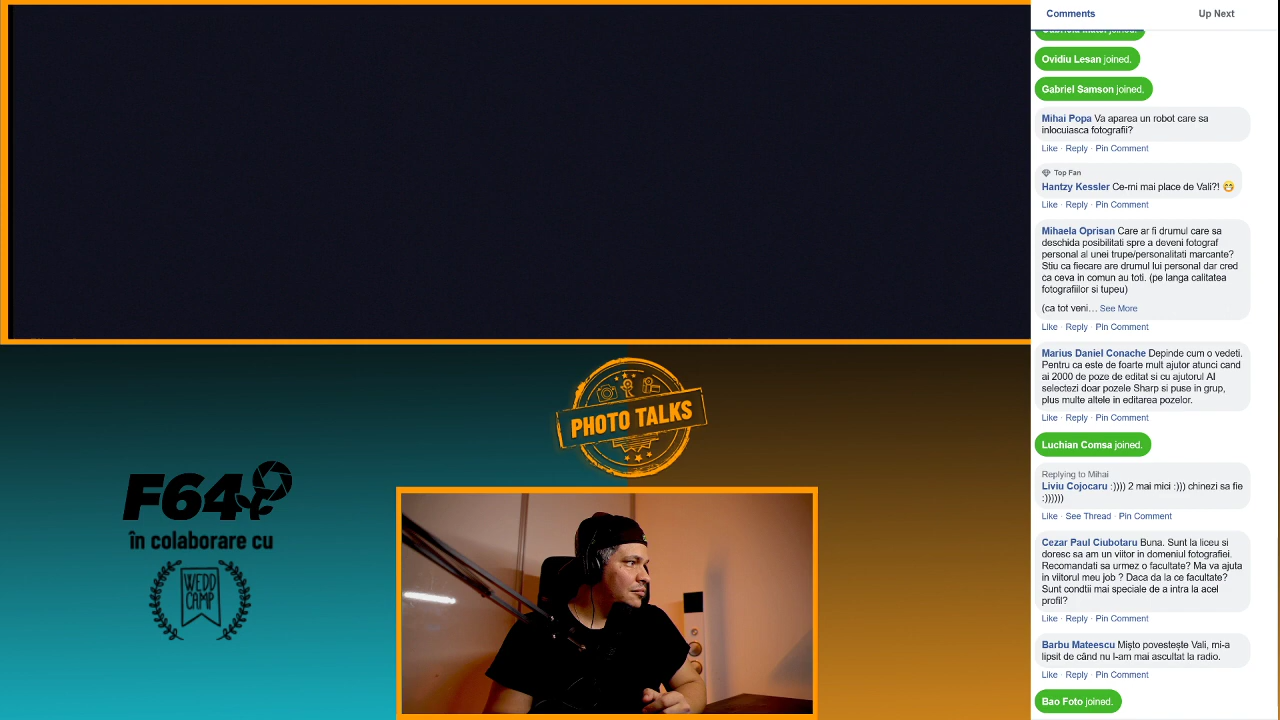 Comments
Up Next
Ovidiu Lesan joined.
Gabriel Samson joined.
Mihai Popa Va aparea un robot care sa
inlocuiasca fotografii?
Like · Reply · Pin Comment
Top Fan
Hantzy Kessler Ce-mi mai place de Vali?! 😁
Like · Reply · Pin Comment
Mihaela Oprisan Care ar fi drumul care sa
deschida posibilitati spre a deveni fotograf
personal al unei trupe/personalitati marcante?
Stiu ca fiecare are drumul lui personal dar cred
ca ceva in comun au toti. (pe langa calitatea
fotografiilor si tupeu)
(ca tot veni... See More
Like · Reply · Pin Comment
Marius Daniel Conache Depinde cum o vedeti.
Pentru ca este de foarte mult ajutor atunci cand
ai 2000 de poze de editat si cu ajutorul AI
selectezi doar pozele Sharp si puse in grup,
plus multe altele in editarea pozelor.
Like · Reply · Pin Comment
Luchian Comsa joined.
Replying to Mihai
Liviu Cojocaru :)))) 2 mai mici :))) chinezi sa fie
:))))))
Like · See Thread · Pin Comment
Cezar Paul Ciubotaru Buna. Sunt la liceu si
doresc sa am un viitor in domeniul fotografiei.
Recomandati sa urmez o facultate? Ma va ajuta
in viitorul meu job ? Daca da la ce facultate?
Sunt condtii mai speciale de a intra la acel
profil?
Like · Reply · Pin Comment
Barbu Mateescu Mișto povestește Vali, mi-a
lipsit de când nu l-am mai ascultat la radio.
Like · Reply · Pin Comment
Bao Foto joined.
PHOTO TALKS
F64
în colaborare cu
WEDD
CAMP